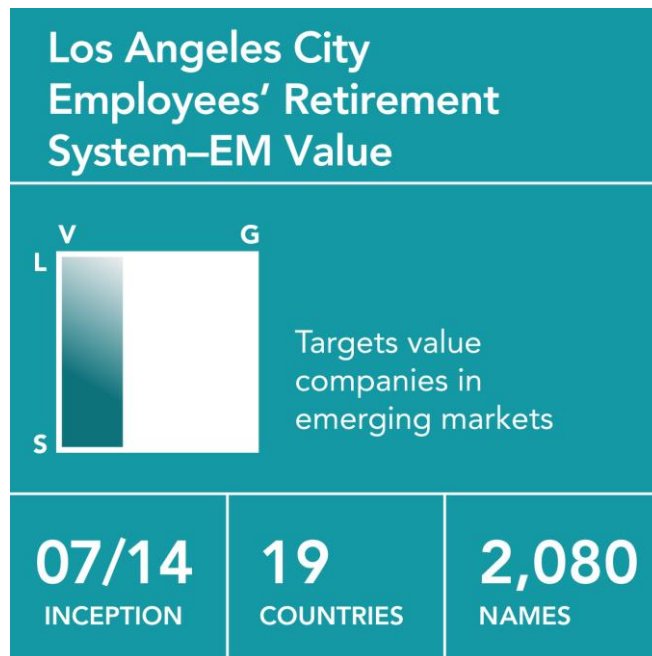 Los Angeles City
Employees’ Retirement
System–EM Value
V G
L
S
Targets value
companies in
emerging markets
07/14 19 2,080
INCEPTION COUNTRIES NAMES